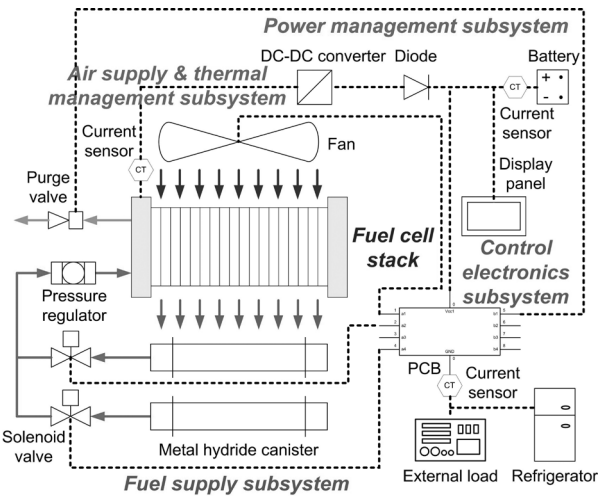 Power management subsystem
DC-DC converter
Diode
Battery
Air supply & thermal
management subsystem
CT
Current
sensor
Current
sensor
CT
Fan
Display
panel
Purge
valve
Fuel cell
stack
Control
electronics
subsystem
Pressure
regulator
PCB
GND
CT
Current
sensor
Solenoid
valve
Metal hydride canister
External load
Refrigerator
Fuel supply subsystem